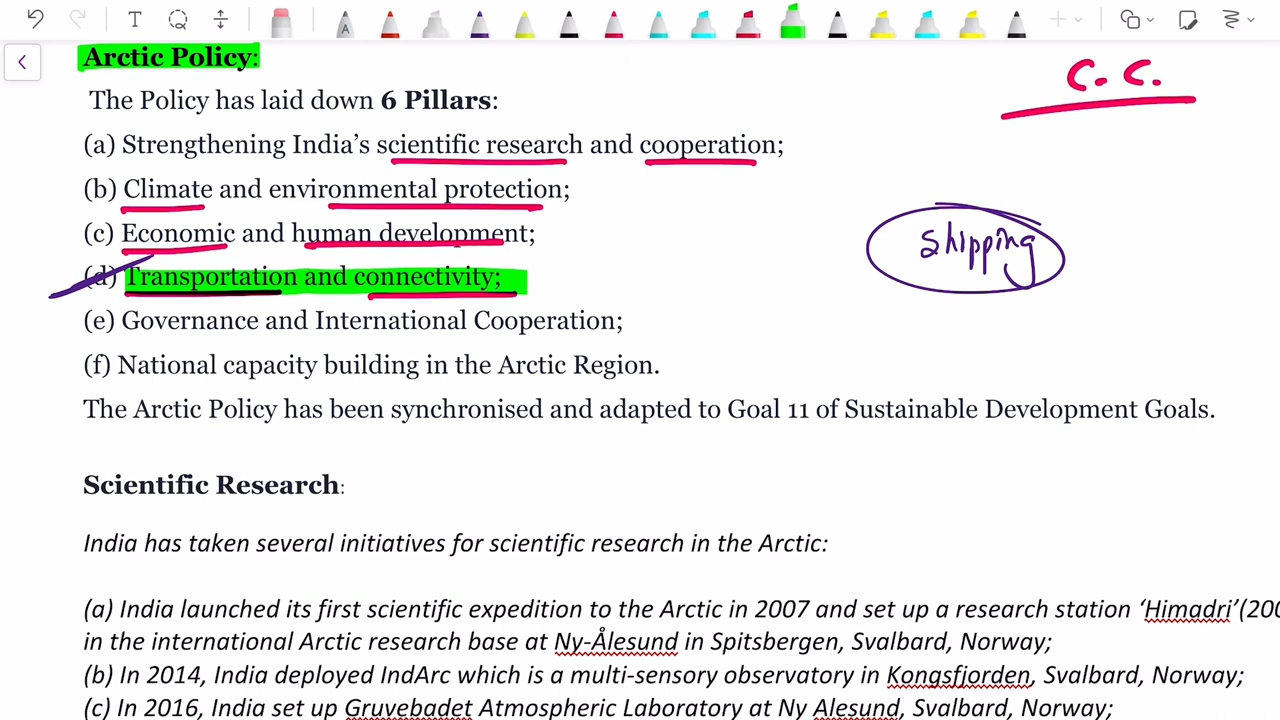 Arctic Policy:
C. C.
The Policy has laid down 6 Pillars:
(a) Strengthening India’s scientific research and cooperation;
(b) Climate and environmental protection;
(c) Economic and human development;
shipping
(d) Transportation and connectivity;
(e) Governance and International Cooperation;
(f) National capacity building in the Arctic Region.
The Arctic Policy has been synchronised and adapted to Goal 11 of Sustainable Development Goals.
Scientific Research:
India has taken several initiatives for scientific research in the Arctic:
(a) India launched its first scientific expedition to the Arctic in 2007 and set up a research station ‘Himadri’
in the international Arctic research base at Ny-Ålesund in Spitsbergen, Svalbard, Norway;
(b) In 2014, India deployed IndArc which is a multi-sensory observatory in Kongsfjorden, Svalbard, Norway;
(c) In 2016, India set up Gruvebadet Atmospheric Laboratory at Ny Alesund, Svalbard, Norway;